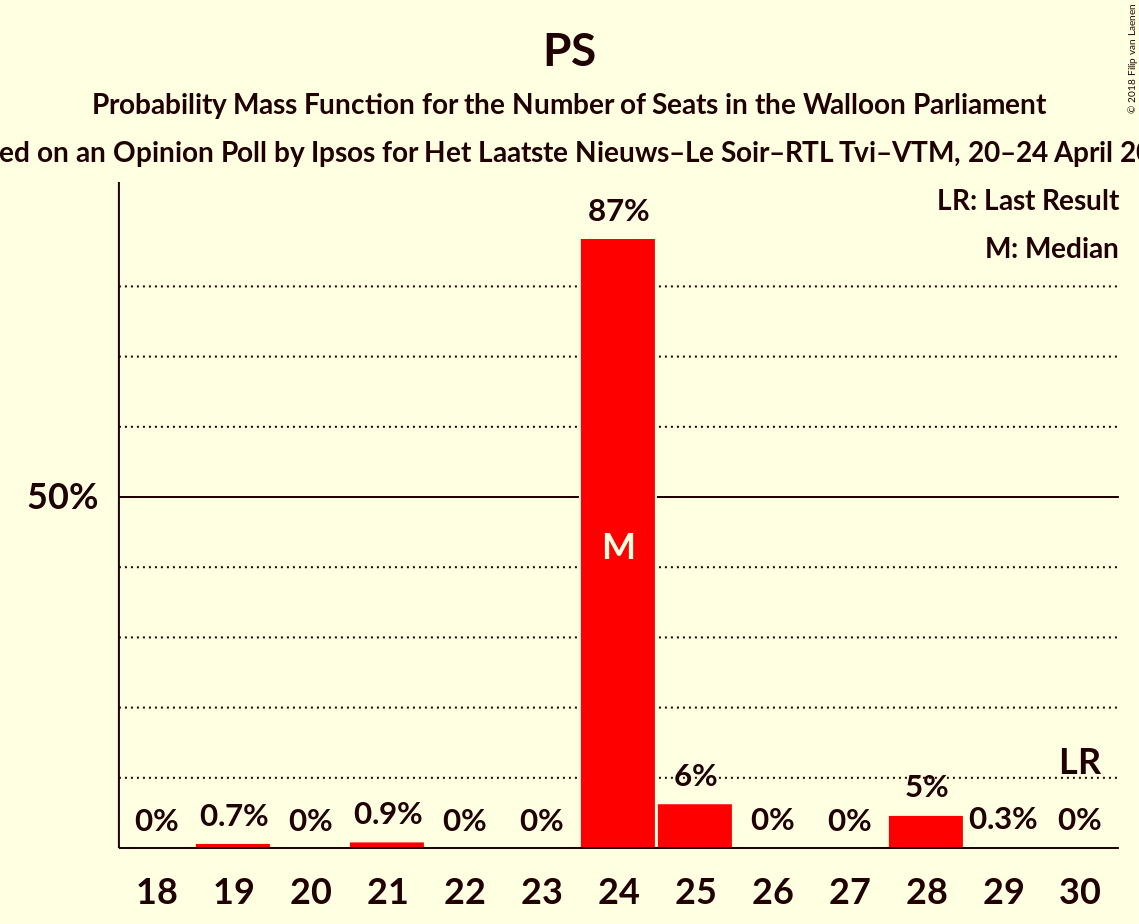 PS
Probability Mass Function for the Number of Seats in the Walloon Parliament
ed on an Opinion Poll by Ipsos for Het Laatste Nieuws–Le Soir–RTL Tvi–VTM, 20–24 April 20
© 2018 Filip van Laenen
LR: Last Result
M: Median
87%
50%
M
LR
0% 0.7% 0% 0.9% 0% 0% 6% 0% 0% 5% 0.3% 0%
18 19 20 21 22 23 24 25 26 27 28 29 30